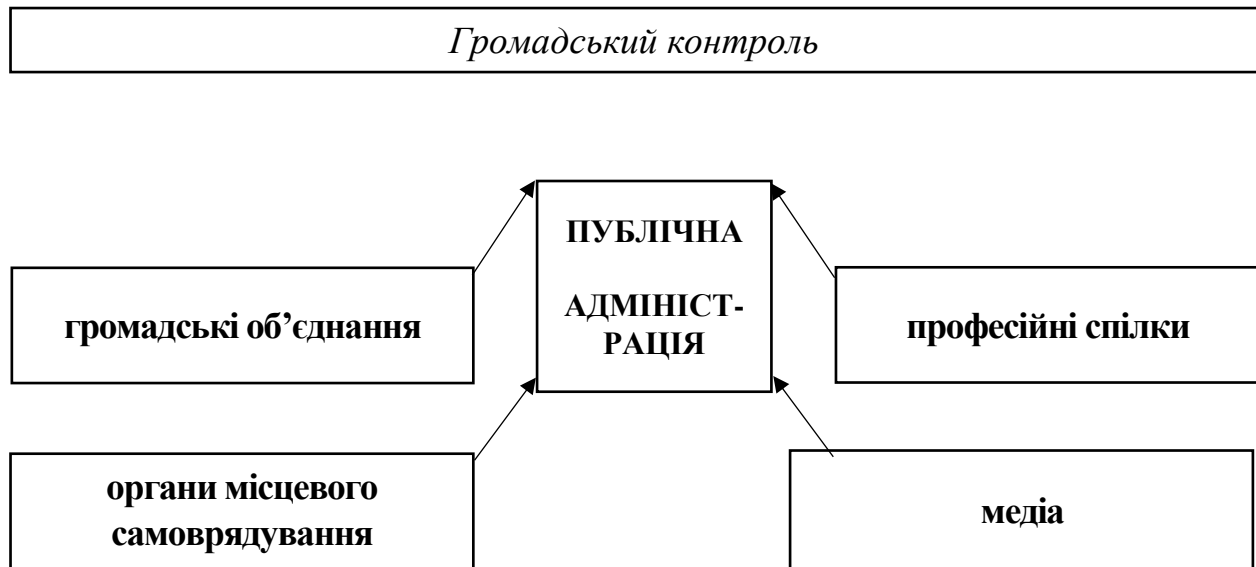 Громадський контроль
ПУБЛІЧНА
АДМІНІСТ-
РАЦІЯ
громадські об’єднання
професійні спілки
органи місцевого
самоврядування
медіа